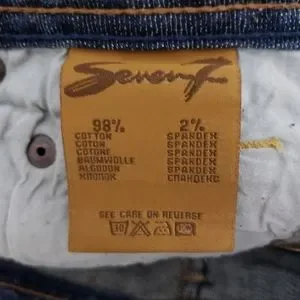 Seven7
98% 2%
COTTON SPANDEX
COTON SPANDEX
COTONE SPANDEX
BAUMWOLLE SPANDEX
ALGODON SPANDEX
ХЛОПОК СПАНДЕКС
SEE CARE ON REVERSE
30